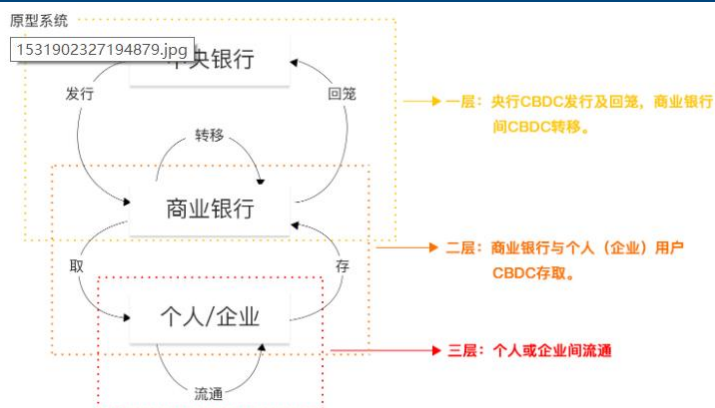 原型系统
1531902327194879.jpg
央银行
发行
回笼
一层：央行CBDC发行及回笼，商业银行
间CBDC转移。
转移
商业银行
取
存
二层：商业银行与个人（企业）用户
CBDC存取。
个人/企业
三层：个人或企业间流通
流通